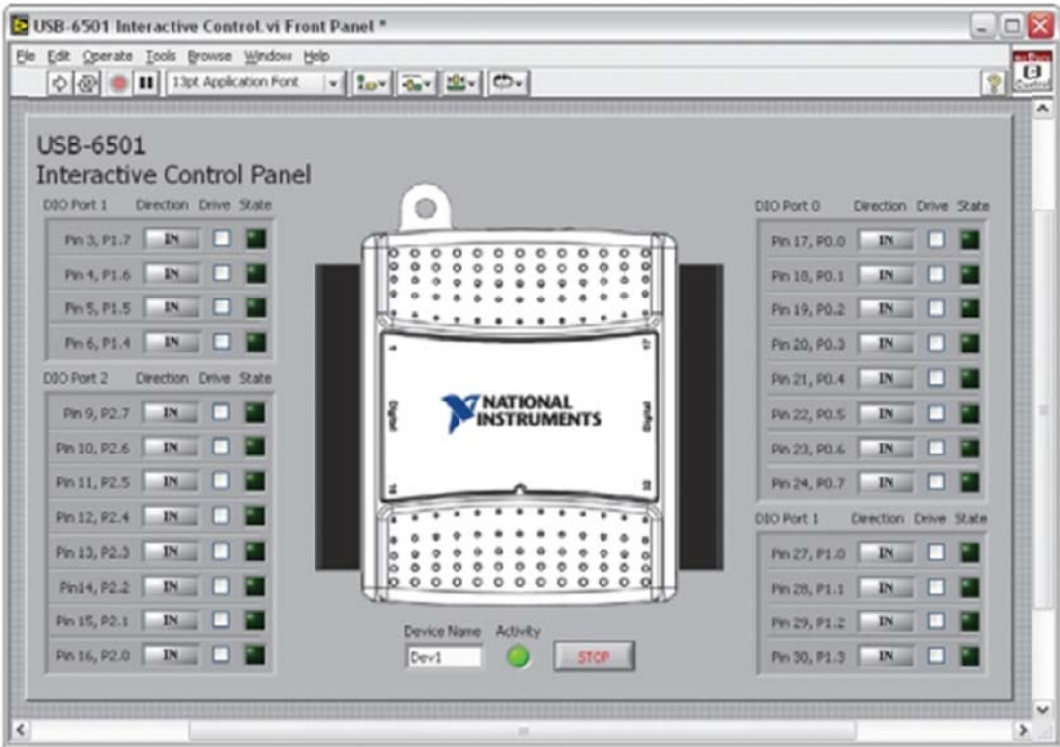 USB-6501 Interactive Control.vi Front Panel *
File Edit Operate Tools Browse Window Help
13pt Application Font
USB-6501
Interactive Control Panel
DIO Port 1 Direction Drive State
Pin 3, P1.7 IN
Pin 4, P1.6 IN
Pin 5, P1.5 IN
Pin 6, P1.4 IN
DIO Port 2 Direction Drive State
Pin 9, P2.7 IN
Pin 10, P2.6 IN
Pin 11, P2.5 IN
Pin 12, P2.4 IN
Pin 13, P2.3 IN
Pin14, P2.2 IN
Pin 15, P2.1 IN
Pin 16, P2.0 IN
1
Digital
16
NATIONAL
INSTRUMENTS
17
Digital
32
Device Name Activity
Dev1 STOP
DIO Port 0 Direction Drive State
Pin 17, P0.0 IN
Pin 18, P0.1 IN
Pin 19, P0.2 IN
Pin 20, P0.3 IN
Pin 21, P0.4 IN
Pin 22, P0.5 IN
Pin 23, P0.6 IN
Pin 24, P0.7 IN
DIO Port 1 Direction Drive State
Pin 27, P1.0 IN
Pin 28, P1.1 IN
Pin 29, P1.2 IN
Pin 30, P1.3 IN